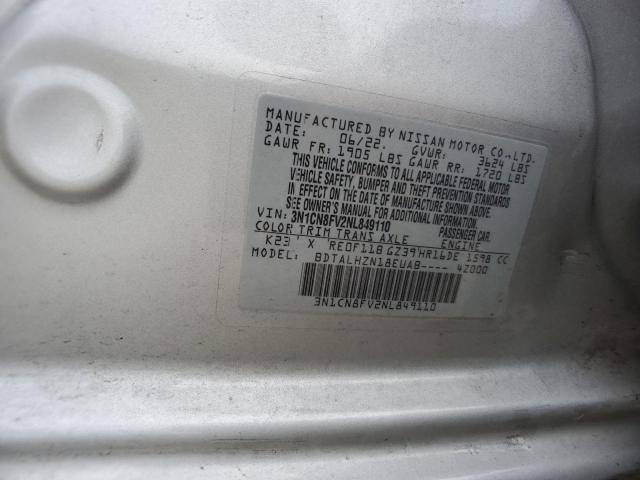 MANUFACTURED BY NISSAN MOTOR CO.,LTD.
DATE: 06/22. GVWR: 3624 LBS
GAWR FR: 1905 LBS GAWR RR: 1720 LBS
THIS VEHICLE CONFORMS TO ALL APPLICABLE FEDERAL MOTOR
VEHICLE SAFETY, BUMPER AND THEFT PREVENTION STANDARDS
IN EFFECT ON THE DATE OF MANUFACTURE SHOWN ABOVE.
SEE OWNER'S MANUAL FOR ADDITIONAL INFORMATION
VIN: 3N1CN8FV2NL849110 PASSENGER CAR
COLOR TRIM TRANS AXLE ENGINE
K23 X RE0F11B GZ39 HR16DE 1598 CC
MODEL: BDTALHZN18EUAB---- 4Z000
3N1CN8FV2NL849110